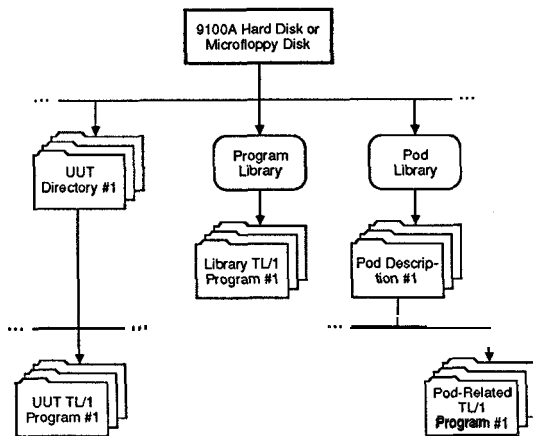 9100A Hard Disk or
Microfloppy Disk
... ...
UUT
Directory #1
Program
Library
Pod
Library
Library TL/1
Program #1
Pod Descrip-
tion #1
... ... ... ...
UUT TL/1
Program #1
Pod-Related
TL/1
Program #1